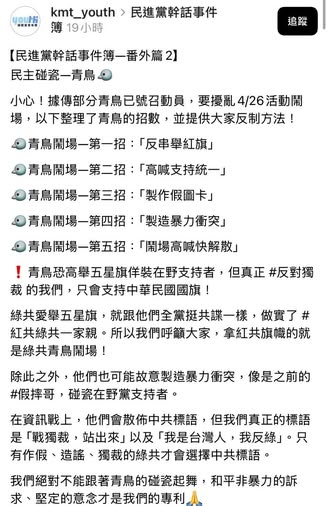 kmt_youth > 民進黨幹話事件
簿 19小時
追蹤
【民進黨幹話事件簿—番外篇2】
民主碰瓷—青鳥🐦
小心！據傳部分青鳥已號召動員，要擾亂4/26活動鬧
場，以下整理了青鳥的招數，並提供大家反制方法！
🐦青鳥鬧場—第一招：「反串舉紅旗」
🐦青鳥鬧場—第二招：「高喊支持統一」
🐦青鳥鬧場—第三招：「製作假圖卡」
🐦青鳥鬧場—第四招：「製造暴力衝突」
🐦青鳥鬧場—第五招：「鬧場高喊快解散」
❗青鳥恐高舉五星旗佯裝在野支持者，但真正 #反對獨
裁 的我們，只會支持中華民國國旗！
綠共愛舉五星旗，就跟他們全黨挺共諜一樣，做實了 #
紅共綠共一家親。所以我們呼籲大家，拿紅共旗幟的就
是綠共青鳥鬧場！
除此之外，他們也可能故意製造暴力衝突，像是之前的
#假摔哥，碰瓷在野黨支持者。
在資訊戰上，他們會散佈中共標語，但我們真正的標語
是「戰獨裁，站出來」以及「我是台灣人，我反綠」。只
有作假、造謠、獨裁的綠共才會選擇中共標語。
我們絕對不能跟著青鳥的碰瓷起舞，和平非暴力的訴
求、堅定的意念才是我們的專利🙏